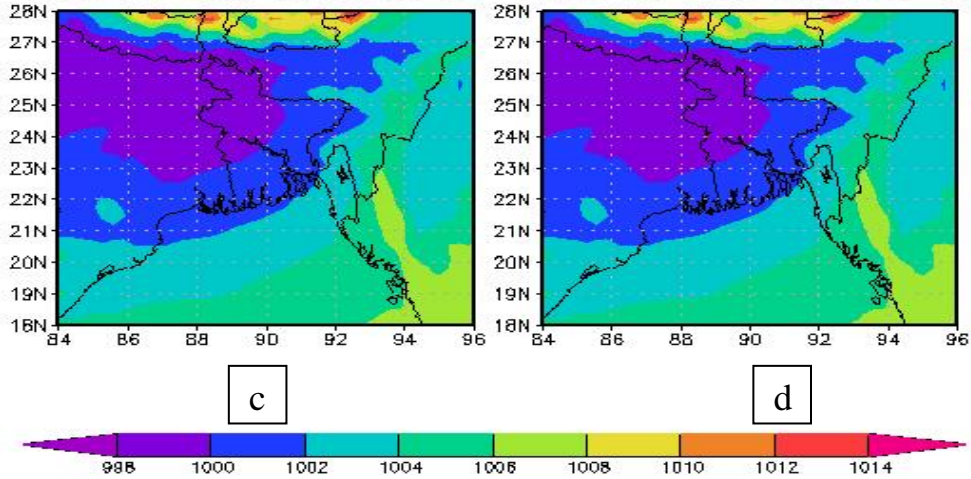 28N 28N
27N 27N
26N 26N
25N 25N
24N 24N
23N 23N
22N 22N
21N 21N
20N 20N
19N 19N
18N 18N
84 86 88 90 92 94 96 84 86 88 90 92 94 96
c d
998 1000 1002 1004 1006 1008 1010 1012 1014